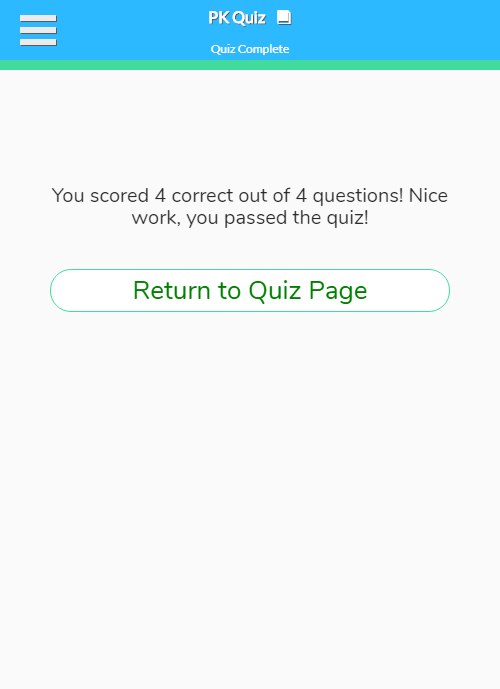 PK Quiz
Quiz Complete
You scored 4 correct out of 4 questions! Nice
work, you passed the quiz!
Return to Quiz Page